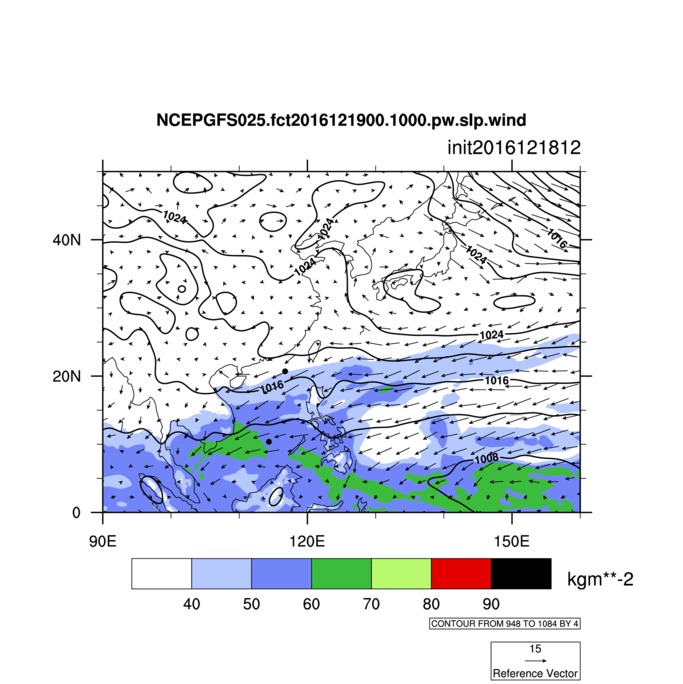 NCEPGFS025.fct2016121900.1000.pw.slp.wind
init2016121812
1024
1024
1024
1016
1024
40N
1024
20N
1016
1016
1008
0
90E 120E 150E
40 50 60 70 80 90 kgm**-2
CONTOUR FROM 948 TO 1084 BY 4
15
Reference Vector